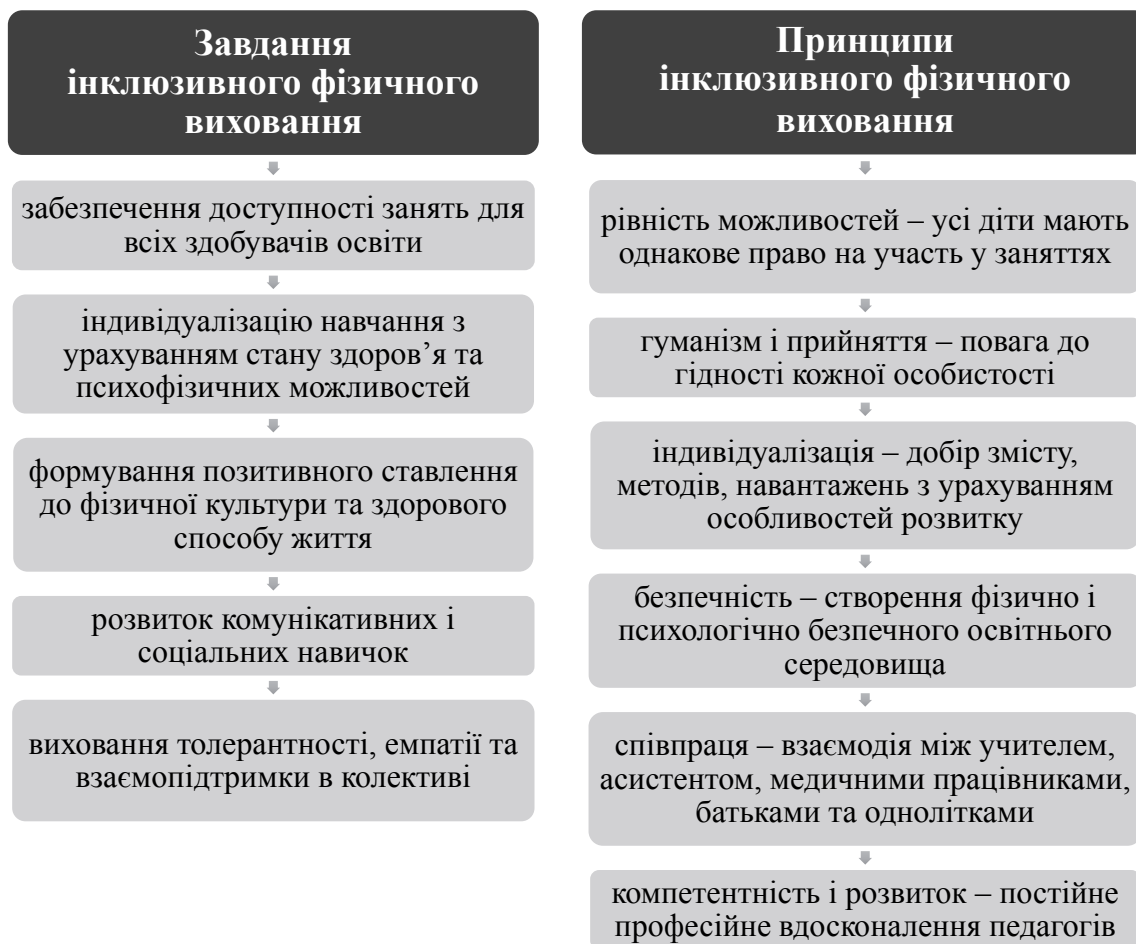 Завдання
інклюзивного фізичного
виховання
забезпечення доступності занять для
всіх здобувачів освіти
індивідуалізацію навчання з
урахуванням стану здоров’я та
психофізичних можливостей
формування позитивного ставлення
до фізичної культури та здорового
способу життя
розвиток комунікативних і
соціальних навичок
виховання толерантності, емпатії та
взаємопідтримки в колективі
Принципи
інклюзивного фізичного
виховання
рівність можливостей – усі діти мають
однакове право на участь у заняттях
гуманізм і прийняття – повага до
гідності кожної особистості
індивідуалізація – добір змісту,
методів, навантажень з урахуванням
особливостей розвитку
безпечність – створення фізично і
психологічно безпечного освітнього
середовища
співпраця – взаємодія між учителем,
асистентом, медичними працівниками,
батьками та однолітками
компетентність і розвиток – постійне
професійне вдосконалення педагогів